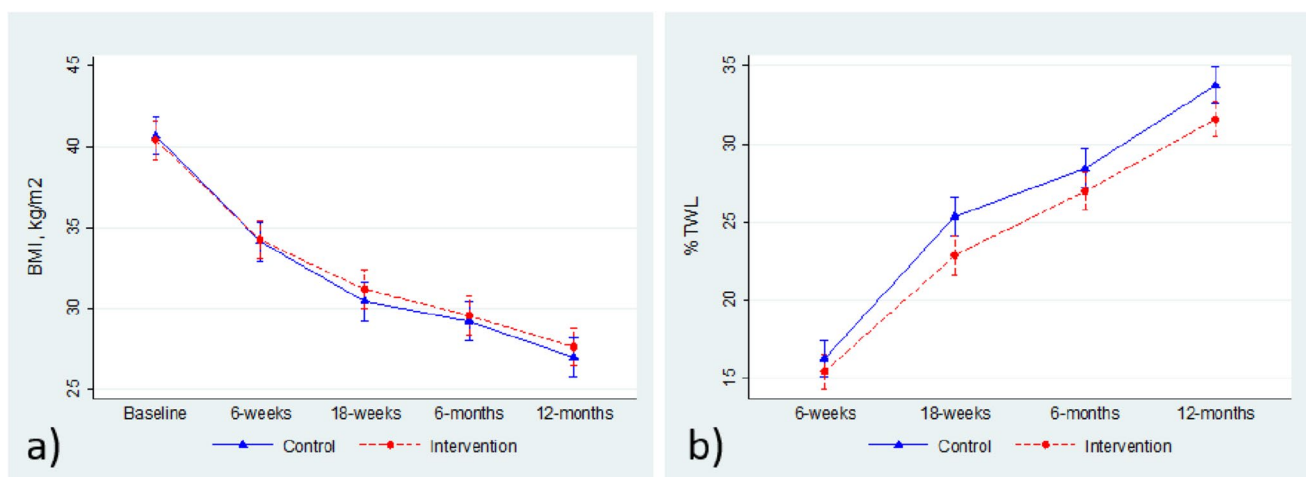 BMI, kg/m2
45
40
35
30
25
Baseline 6-weeks 18-weeks 6-months 12-months
Control Intervention
a)
% TWL
35
30
25
20
15
6-weeks 18-weeks 6-months 12-months
Control Intervention
b)